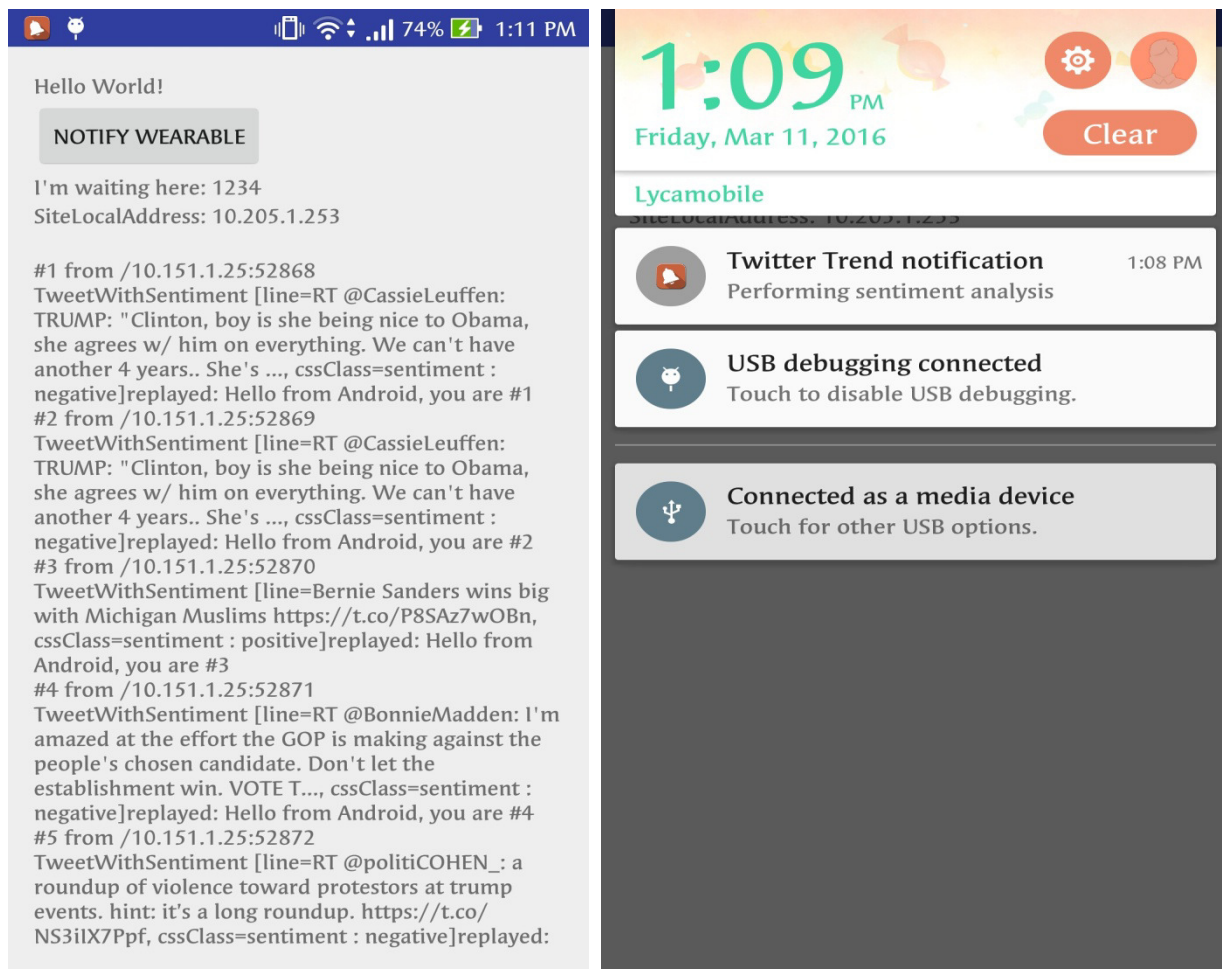 74% 1:11 PM
Hello World!
NOTIFY WEARABLE
I'm waiting here: 1234
SiteLocalAddress: 10.205.1.253
#1 from /10.151.1.25:52868
TweetWithSentiment [line=RT @CassieLeuffen:
TRUMP: "Clinton, boy is she being nice to Obama,
she agrees w/ him on everything. We can't have
another 4 years.. She's ..., cssClass=sentiment :
negative]replayed: Hello from Android, you are #1
#2 from /10.151.1.25:52869
TweetWithSentiment [line=RT @CassieLeuffen:
TRUMP: "Clinton, boy is she being nice to Obama,
she agrees w/ him on everything. We can't have
another 4 years.. She's ..., cssClass=sentiment :
negative]replayed: Hello from Android, you are #2
#3 from /10.151.1.25:52870
TweetWithSentiment [line=Bernie Sanders wins big
with Michigan Muslims https://t.co/P8SAz7wOBn,
cssClass=sentiment : positive]replayed: Hello from
Android, you are #3
#4 from /10.151.1.25:52871
TweetWithSentiment [line=RT @BonnieMadden: I'm
amazed at the effort the GOP is making against the
people's chosen candidate. Don't let the
establishment win. VOTE T..., cssClass=sentiment :
negative]replayed: Hello from Android, you are #4
#5 from /10.151.1.25:52872
TweetWithSentiment [line=RT @politiCOHEN_: a
roundup of violence toward protestors at trump
events. hint: it's a long roundup. https://t.co/
NS3iIX7Ppf, cssClass=sentiment : negative]replayed:
1:09 PM
Friday, Mar 11, 2016
Clear
Lycamobile
SiteLocalAddress: 10.205.1.253
Twitter Trend notification 1:08 PM
Performing sentiment analysis
USB debugging connected
Touch to disable USB debugging.
Connected as a media device
Touch for other USB options.